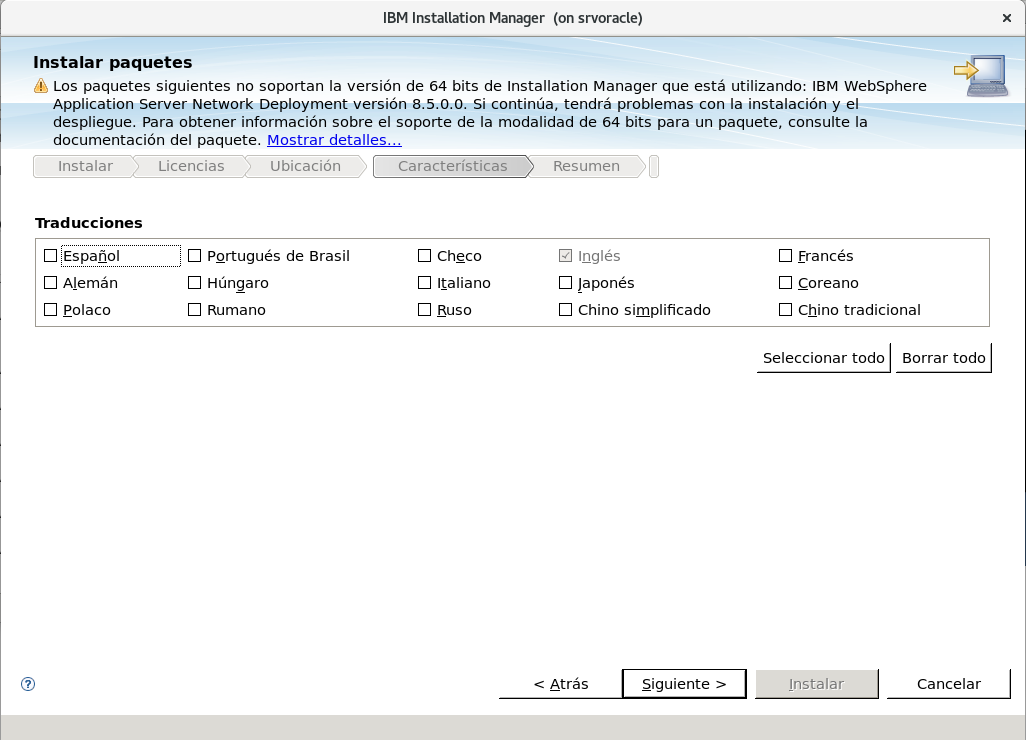 IBM Installation Manager (on srvoracle)
×
Instalar paquetes
Los paquetes siguientes no soportan la versión de 64 bits de Installation Manager que está utilizando: IBM WebSphere
Application Server Network Deployment versión 8.5.0.0. Si continúa, tendrá problemas con la instalación y el
despliegue. Para obtener información sobre el soporte de la modalidad de 64 bits para un paquete, consulte la
documentación del paquete. Mostrar detalles...
Instalar Licencias Ubicación Características Resumen
Traducciones
Español Portugués de Brasil Checo Inglés Francés
Alemán Húngaro Italiano Japonés Coreano
Polaco Rumano Ruso Chino simplificado Chino tradicional
Seleccionar todo Borrar todo
? < Atrás Siguiente > Instalar Cancelar